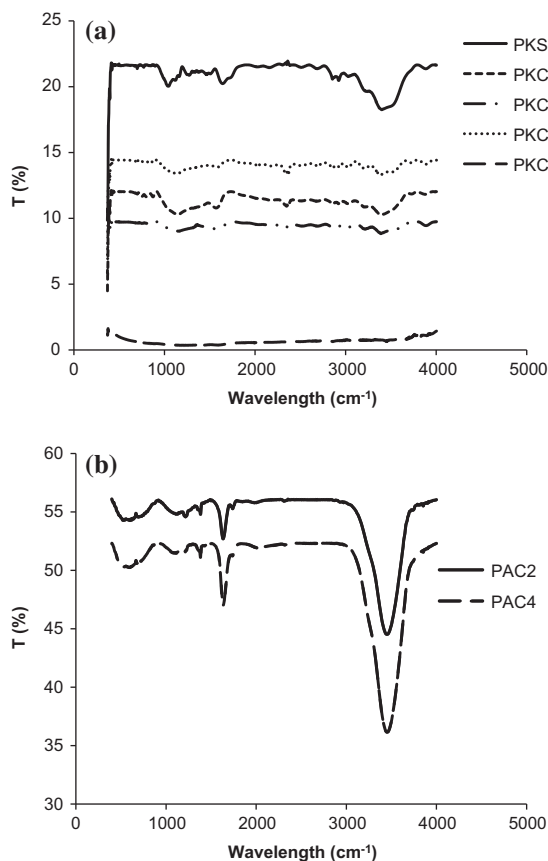 (a)
25
20
15
10
5
0
T (%)
0 1000 2000 3000 4000 5000
Wavelength (cm-1)
PKS
PKC
PKC
PKC
PKC
(b)
60
55
50
45
40
35
30
T (%)
0 1000 2000 3000 4000 5000
Wavelength (cm-1)
PAC2
PAC4